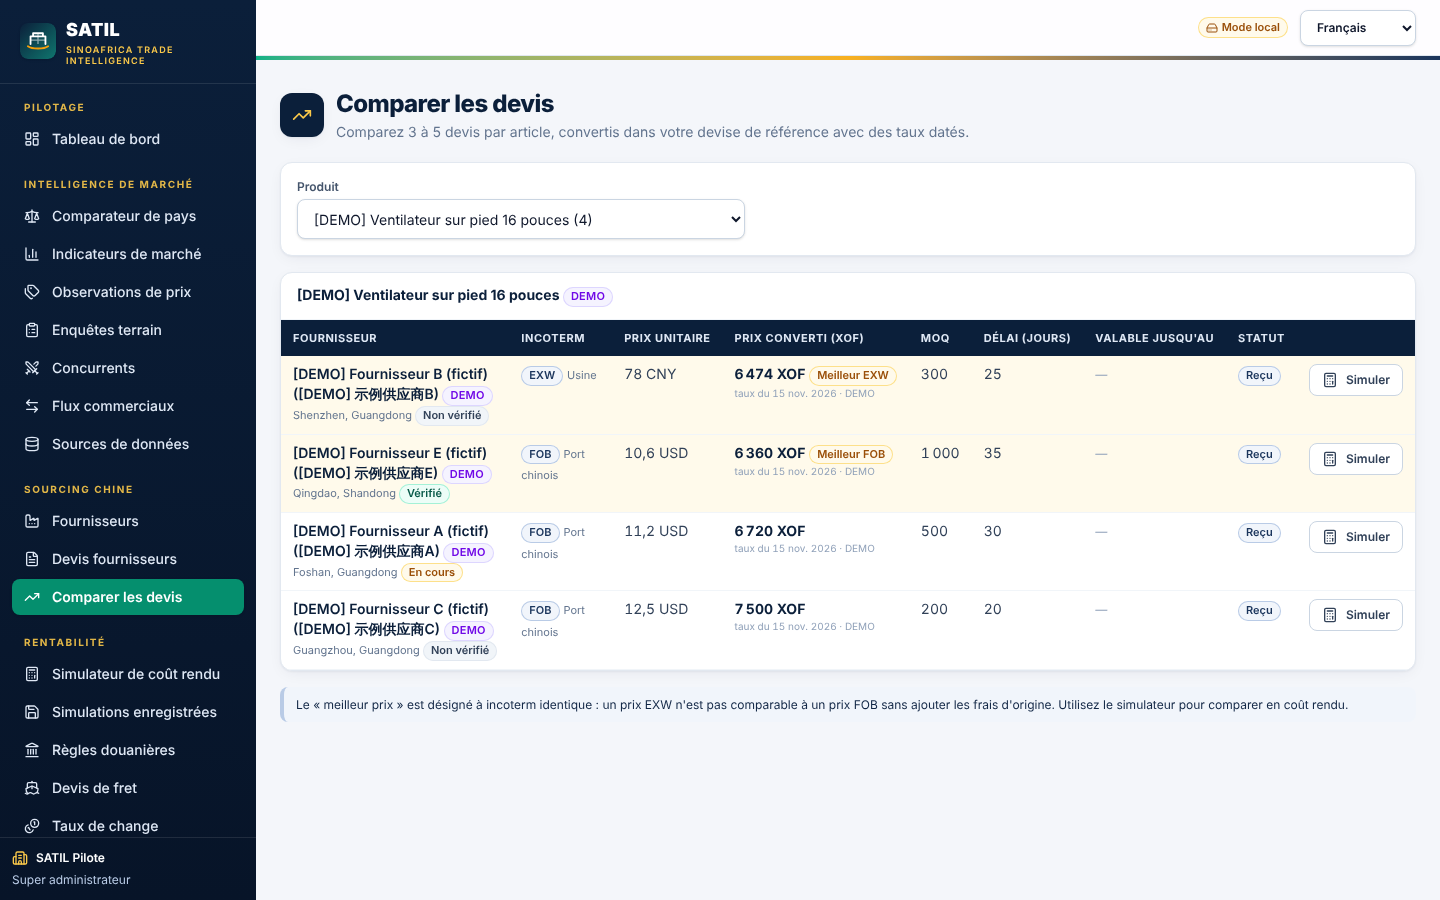 SATIL
SINOAFRICA TRADE
INTELLIGENCE
PILOTAGE
Tableau de bord
INTELLIGENCE DE MARCHÉ
Comparateur de pays
Indicateurs de marché
Observations de prix
Enquêtes terrain
Concurrents
Flux commerciaux
Sources de données
SOURCING CHINE
Fournisseurs
Devis fournisseurs
Comparer les devis
RENTABILITÉ
Simulateur de coût rendu
Simulations enregistrées
Règles douanières
Devis de fret
Taux de change
SATIL Pilote
Super administrateur
Mode local
Français
Comparer les devis
Comparez 3 à 5 devis par article, convertis dans votre devise de référence avec des taux datés.
Produit
[DEMO] Ventilateur sur pied 16 pouces (4)
[DEMO] Ventilateur sur pied 16 pouces DEMO
FOURNISSEUR INCOTERM PRIX UNITAIRE PRIX CONVERTI (XOF) MOQ DÉLAI (JOURS) VALABLE JUSQU'AU STATUT
[DEMO] Fournisseur B (fictif) EXW Usine 78 CNY 6 474 XOF Meilleur EXW 300 25 — Reçu Simuler
([DEMO] 示例供应商B) DEMO taux du 15 nov. 2026 · DEMO
Shenzhen, Guangdong Non vérifié
[DEMO] Fournisseur E (fictif) FOB Port 10,6 USD 6 360 XOF Meilleur FOB 1 000 35 — Reçu Simuler
([DEMO] 示例供应商E) DEMO chinois taux du 15 nov. 2026 · DEMO
Qingdao, Shandong Vérifié
[DEMO] Fournisseur A (fictif) FOB Port 11,2 USD 6 720 XOF 500 30 — Reçu Simuler
([DEMO] 示例供应商A) DEMO chinois taux du 15 nov. 2026 · DEMO
Foshan, Guangdong En cours
[DEMO] Fournisseur C (fictif) FOB Port 12,5 USD 7 500 XOF 200 20 — Reçu Simuler
([DEMO] 示例供应商C) DEMO chinois taux du 15 nov. 2026 · DEMO
Guangzhou, Guangdong Non vérifié
Le « meilleur prix » est désigné à incoterm identique : un prix EXW n'est pas comparable à un prix FOB sans ajouter les frais d'origine. Utilisez le simulateur pour comparer en coût rendu.